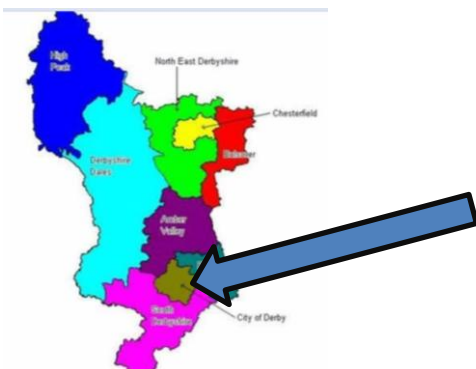 High
Peak
North East Derbyshire
Chesterfield
Bolsover
Derbyshire
Dales
Amber
Valley
South
Derbyshire
City of Derby